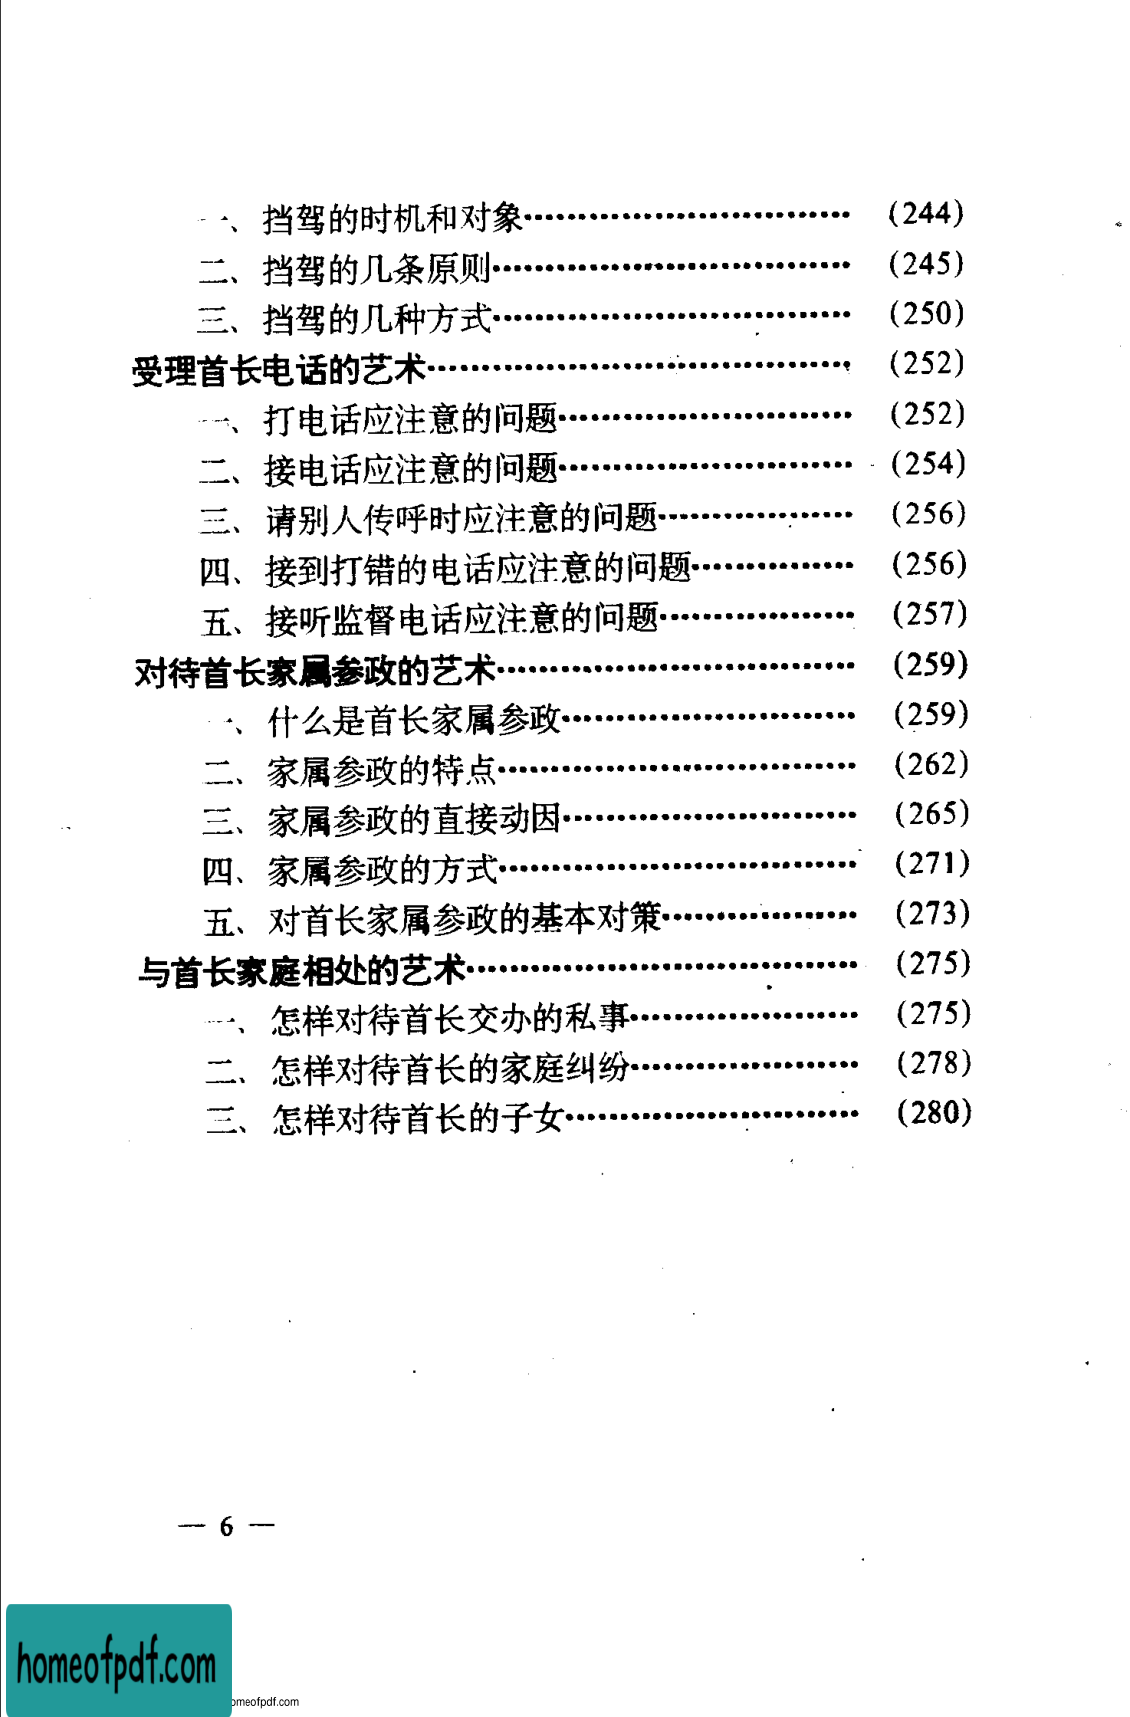 一、挡驾的时机和对象…………………………（244）
二、挡驾的几条原则……………………………（245）
三、挡驾的几种方式……………………………（250）
受理首长电话的艺术…………………………………（252）
一、打电话应注意的问题………………………（252）
二、接电话应注意的问题………………………（254）
三、请别人传呼时应注意的问题………………（256）
四、接到打错的电话应注意的问题……………（256）
五、接听监督电话应注意的问题………………（257）
对待首长家属参政的艺术……………………………（259）
一、什么是首长家属参政………………………（259）
二、家属参政的特点……………………………（262）
三、家属参政的直接动因………………………（265）
四、家属参政的方式……………………………（271）
五、对首长家属参政的基本对策………………（273）
与首长家庭相处的艺术………………………………（275）
一、怎样对待首长交办的私事…………………（275）
二、怎样对待首长的家庭纠纷…………………（278）
三、怎样对待首长的子女………………………（280）
— 6 —
homeofpdf.com
omeofpdf.com